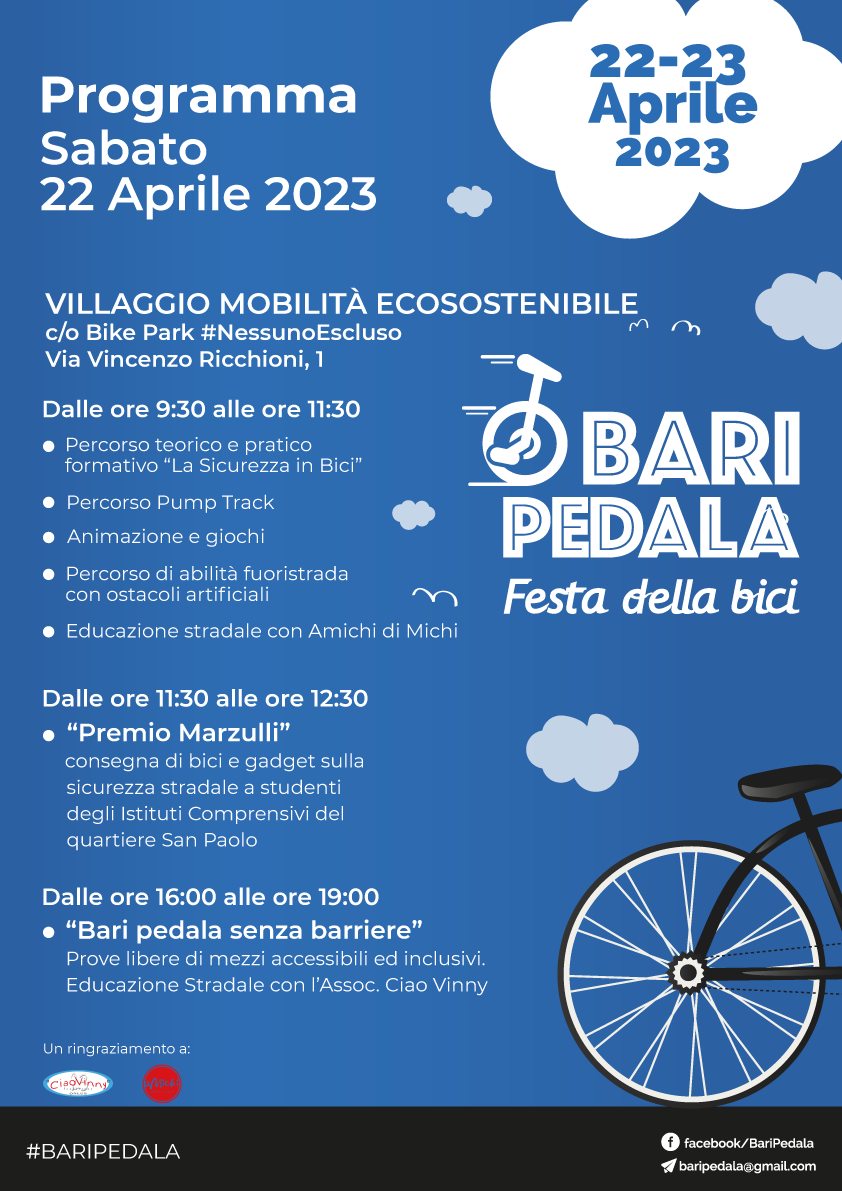 22-23
Aprile
2023
Programma
Sabato
22 Aprile 2023
VILLAGGIO MOBILITÀ ECOSOSTENIBILE
c/o Bike Park #NessunoEscluso
Via Vincenzo Ricchioni, 1
Dalle ore 9:30 alle ore 11:30
Percorso teorico e pratico
formativo “La Sicurezza in Bici”
Percorso Pump Track
Animazione e giochi
Percorso di abilità fuoristrada
con ostacoli artificiali
Educazione stradale con Amichi di Michi
BARI
PEDALA
Festa della bici
Dalle ore 11:30 alle ore 12:30
“Premio Marzulli”
consegna di bici e gadget sulla
sicurezza stradale a studenti
degli Istituti Comprensivi del
quartiere San Paolo
Dalle ore 16:00 alle ore 19:00
“Bari pedala senza barriere”
Prove libere di mezzi accessibili ed inclusivi.
Educazione Stradale con l’Assoc. Ciao Vinny
Un ringraziamento a:
CiaoVinny
#BARIPEDALA
facebook/BariPedala
baripedala@gmail.com